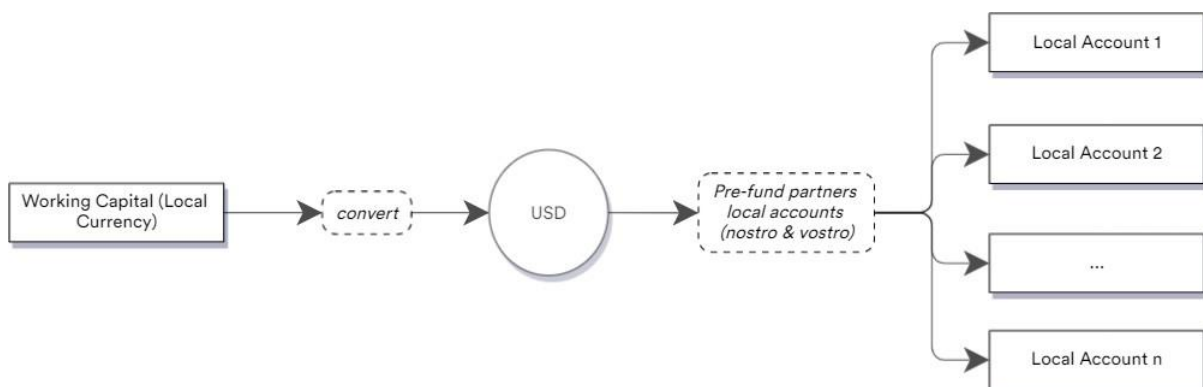 Working Capital (Local
Currency)
convert
USD
Pre-fund partners
local accounts
(nostro & vostro)
Local Account 1
Local Account 2
...
Local Account n